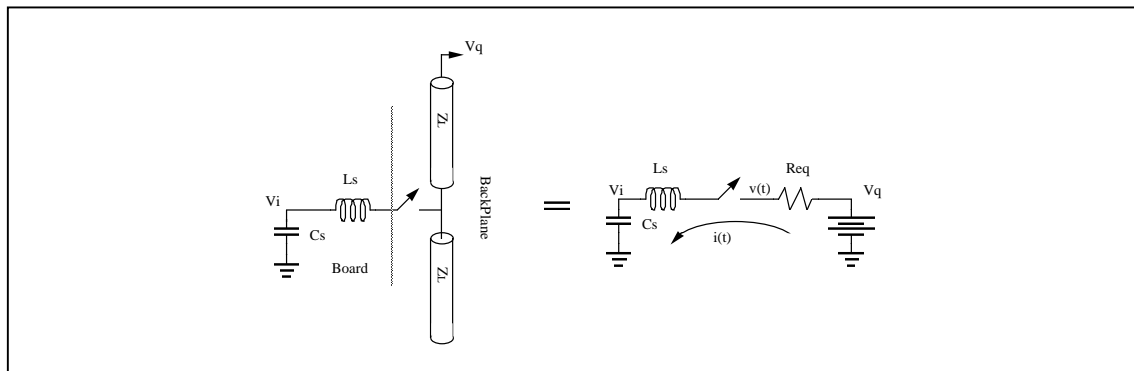 Vq
ZL
Ls
Vi
Cs
Board
BackPlane
ZL
=
Ls
Req
Vi
v(t)
Vq
Cs
i(t)